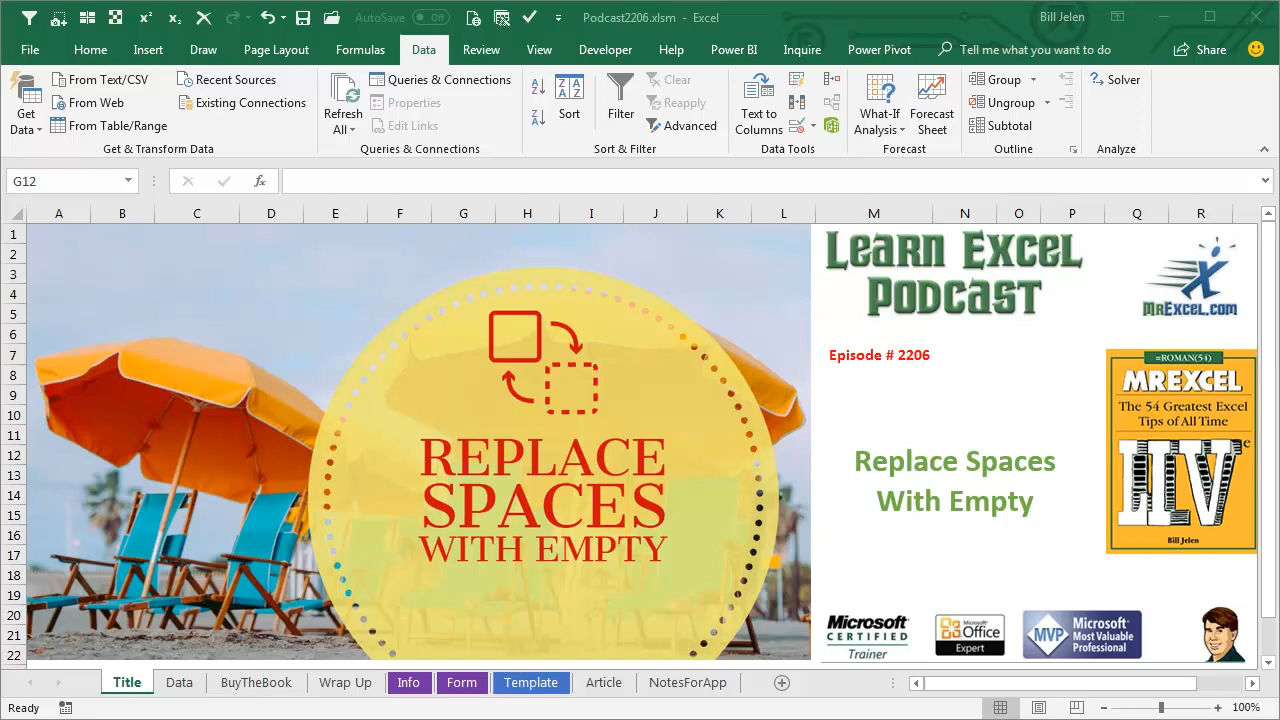 AutoSave Off
Podcast2206.xlsm - Excel
Bill Jelen
File Home Insert Draw Page Layout Formulas Data Review View Developer Help Power BI Inquire Power Pivot Tell me what you want to do Share
Get Data
From Text/CSV
From Web
From Table/Range
Recent Sources
Existing Connections
Get & Transform Data
Refresh All
Queries & Connections
Properties
Edit Links
Queries & Connections
Sort
Filter
Clear
Reapply
Advanced
Sort & Filter
Text to Columns
Data Tools
What-If Analysis
Forecast Sheet
Forecast
Group
Ungroup
Subtotal
Outline
Solver
Analyze
G12
fx
A B C D E F G H I J K L M N O P Q R
1
2
3
4
5
6
7
8
9
10
11
12
13
14
15
16
17
18
19
20
21
22
REPLACE
SPACES
WITH EMPTY
Learn Excel
Podcast
MrExcel.com
Episode # 2206
Replace Spaces
With Empty
=ROMAN(54)
MREXCEL
The 54 Greatest Excel
Tips of All Time
LIVe
Bill Jelen
Microsoft
CERTIFIED
Trainer
Microsoft
Office
Expert
MVP
Microsoft
Most Valuable
Professional
Title Data BuyTheBook Wrap Up Info Form Template Article NotesForApp
Ready
100%